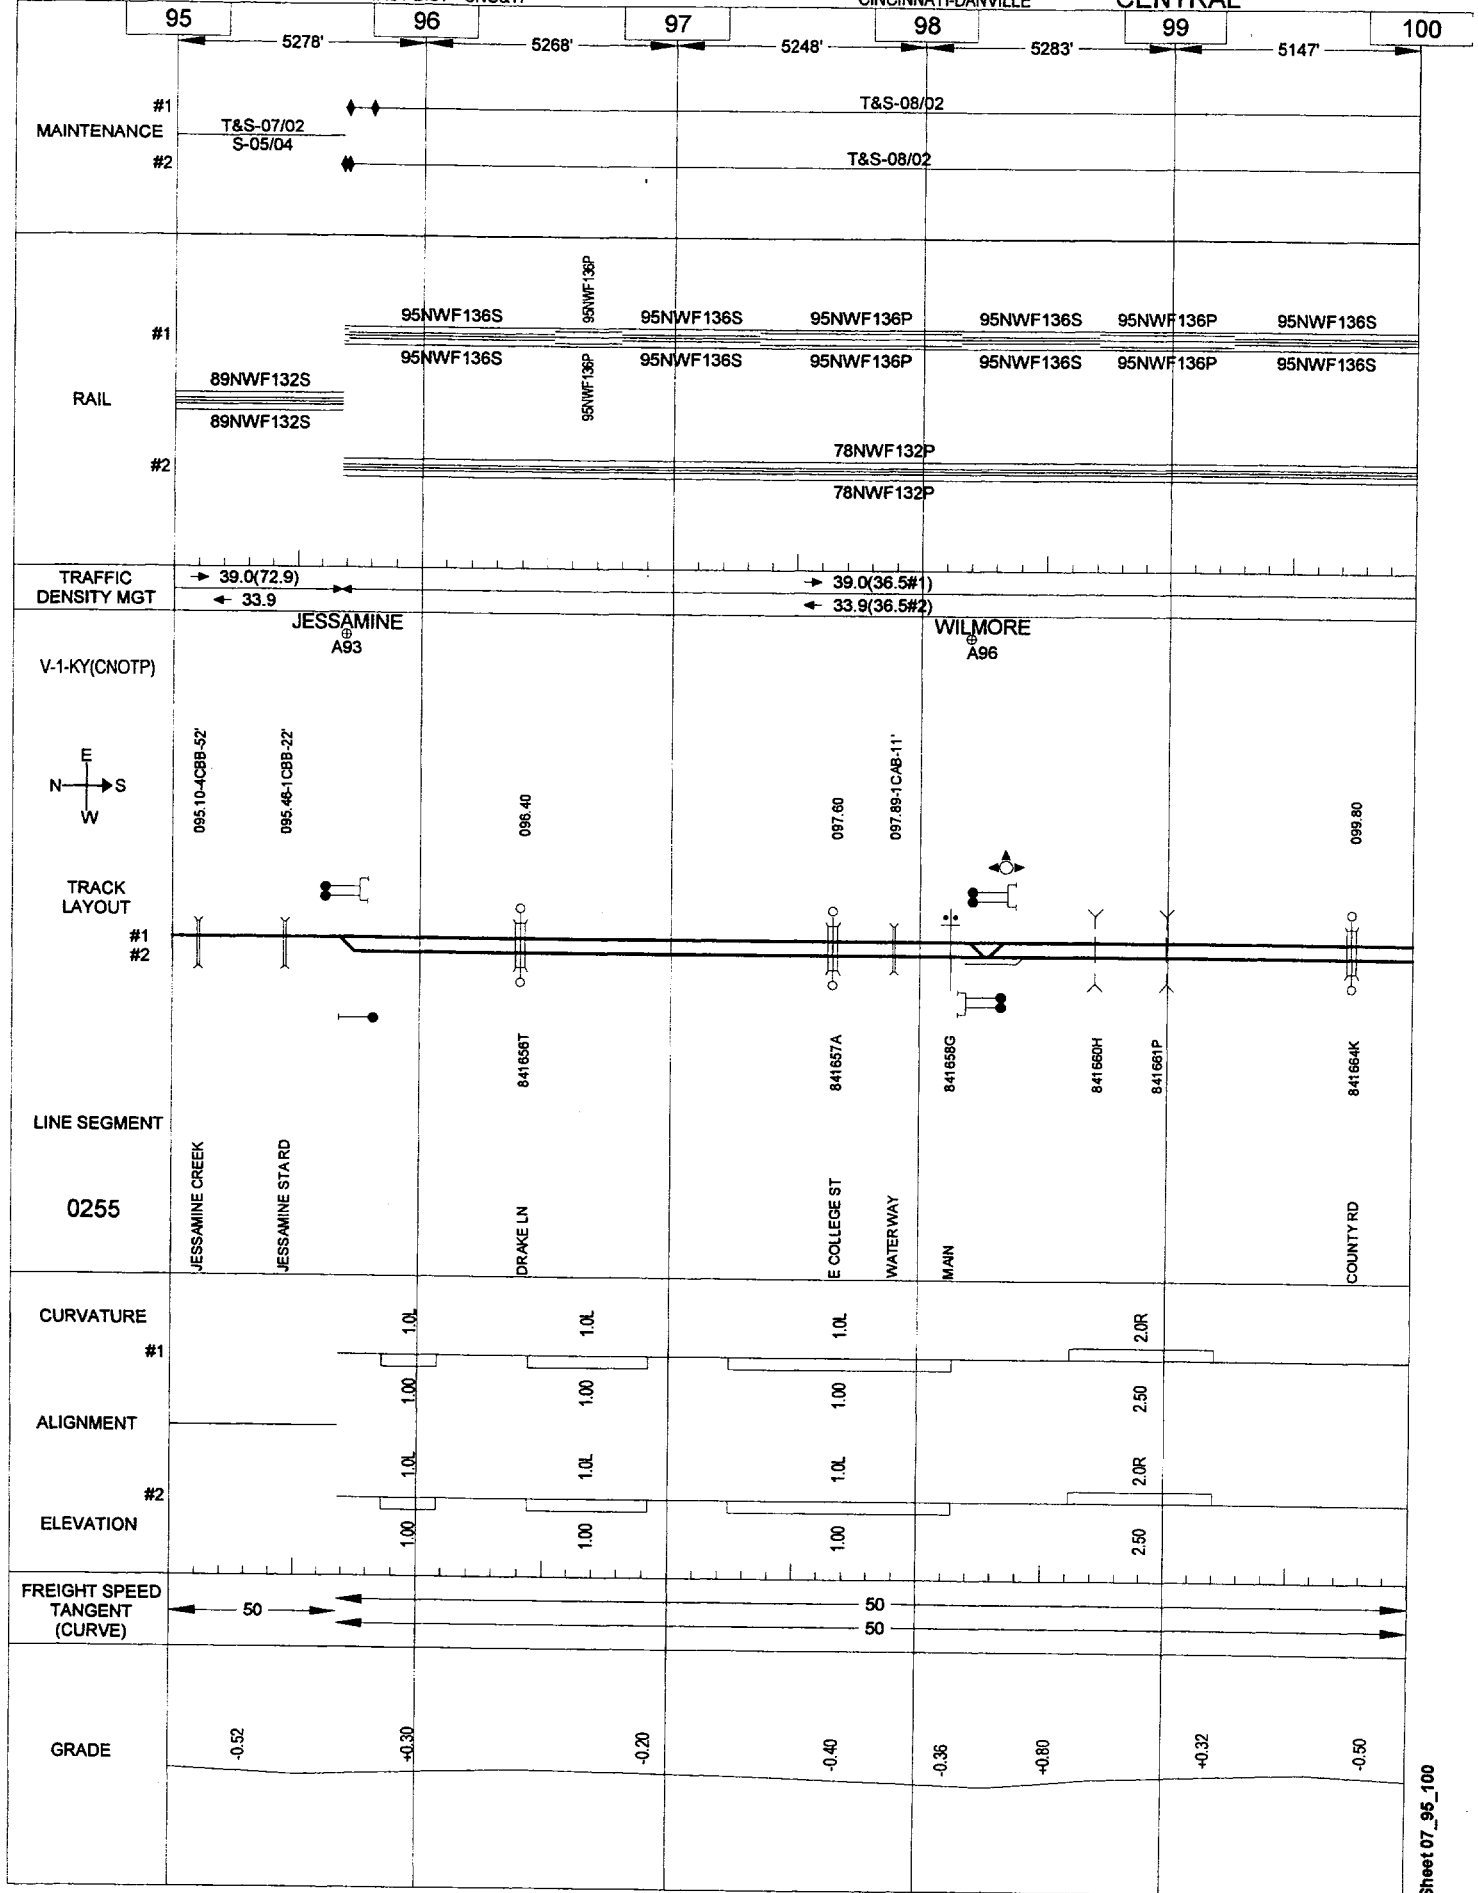 CINCINNATI-DANVILLE CENTRAL
95 96 97 98 99 100
5278' 5268' 5248' 5283' 5147'
#1 T&S-08/02
MAINTENANCE T&S-07/02
S-05/04
#2 T&S-08/02
95NWF136P
95NWF136S 95NWF136S 95NWF136P 95NWF136S 95NWF136P 95NWF136S
#1
95NWF136S 95NWF136S 95NWF136P 95NWF136S 95NWF136P 95NWF136S
95NWF136P
89NWF132S
RAIL
89NWF132S
78NWF132P
#2
78NWF132P
TRAFFIC 39.0(72.9) 39.0(36.5#1)
DENSITY MGT 33.9 33.9(36.5#2)
JESSAMINE WILMORE
A93 A96
V-1-KY(CNOTP)
E
N S
W
095.10-4CBB-52' 095.46-1CBB-22' 096.40 097.60 097.89-1CAB-11' 099.80
TRACK
LAYOUT
#1
#2
841656T 841657A 841658G 841660H 841661P 841664K
LINE SEGMENT
0255
JESSAMINE CREEK
JESSAMINE STA RD
DRAKE LN
E COLLEGE ST
WATERWAY
MAIN
COUNTY RD
CURVATURE 1.0L 1.0L 1.0L 2.0R
#1
1.00 1.00 1.00 2.50
ALIGNMENT
1.0L 1.0L 1.0L 2.0R
#2
ELEVATION 1.00 1.00 1.00 2.50
FREIGHT SPEED
TANGENT 50 50
(CURVE) 50
GRADE -0.52 +0.30 -0.20 -0.40 -0.36 +0.80 +0.32 -0.50
Sheet 07_95_100